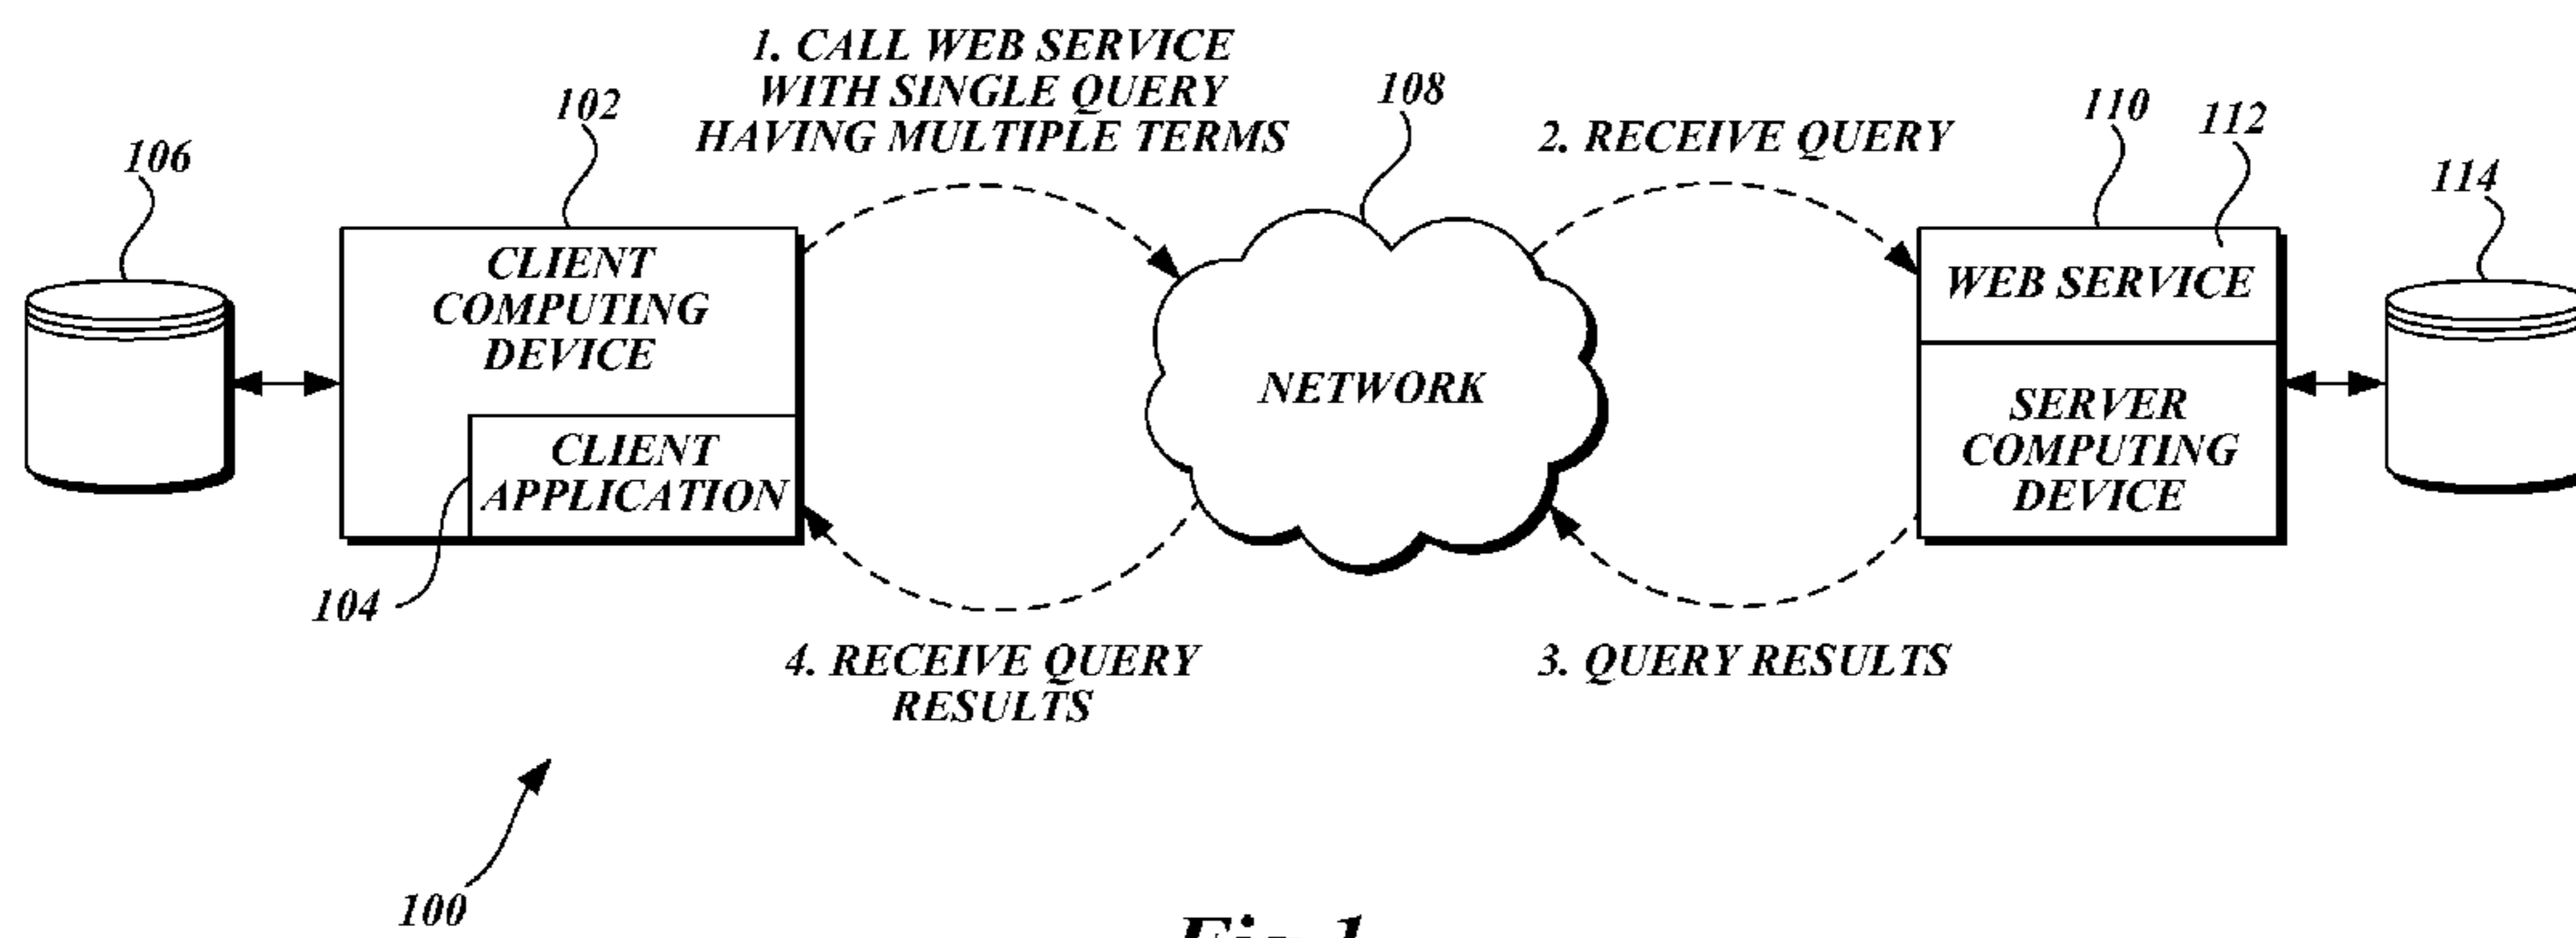 1. CALL WEB SERVICE
WITH SINGLE QUERY
HAVING MULTIPLE TERMS
102
108
110
112
2. RECEIVE QUERY
106
114
CLIENT
COMPUTING
DEVICE
WEB SERVICE
NETWORK
SERVER
COMPUTING
DEVICE
CLIENT
APPLICATION
104
4. RECEIVE QUERY
RESULTS
3. QUERY RESULTS
100
Fig.1.